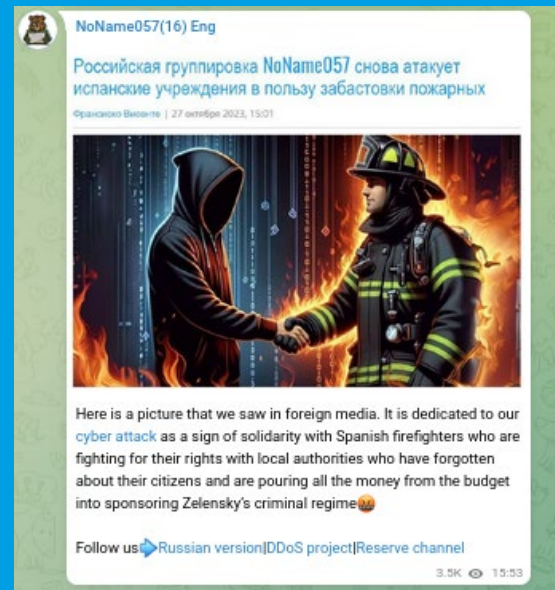 NoName057(16) Eng
Российская группировка NoName057 снова атакует
испанские учреждения в пользу забастовки пожарных
Франсиско Висенте | 27 октября 2023, 15:01
Here is a picture that we saw in foreign media. It is dedicated to our
cyber attack as a sign of solidarity with Spanish firefighters who are
fighting for their rights with local authorities who have forgotten
about their citizens and are pouring all the money from the budget
into sponsoring Zelensky's criminal regime🤬
Follow us➡️Russian version|DDoS project|Reserve channel
3.5K 15:53